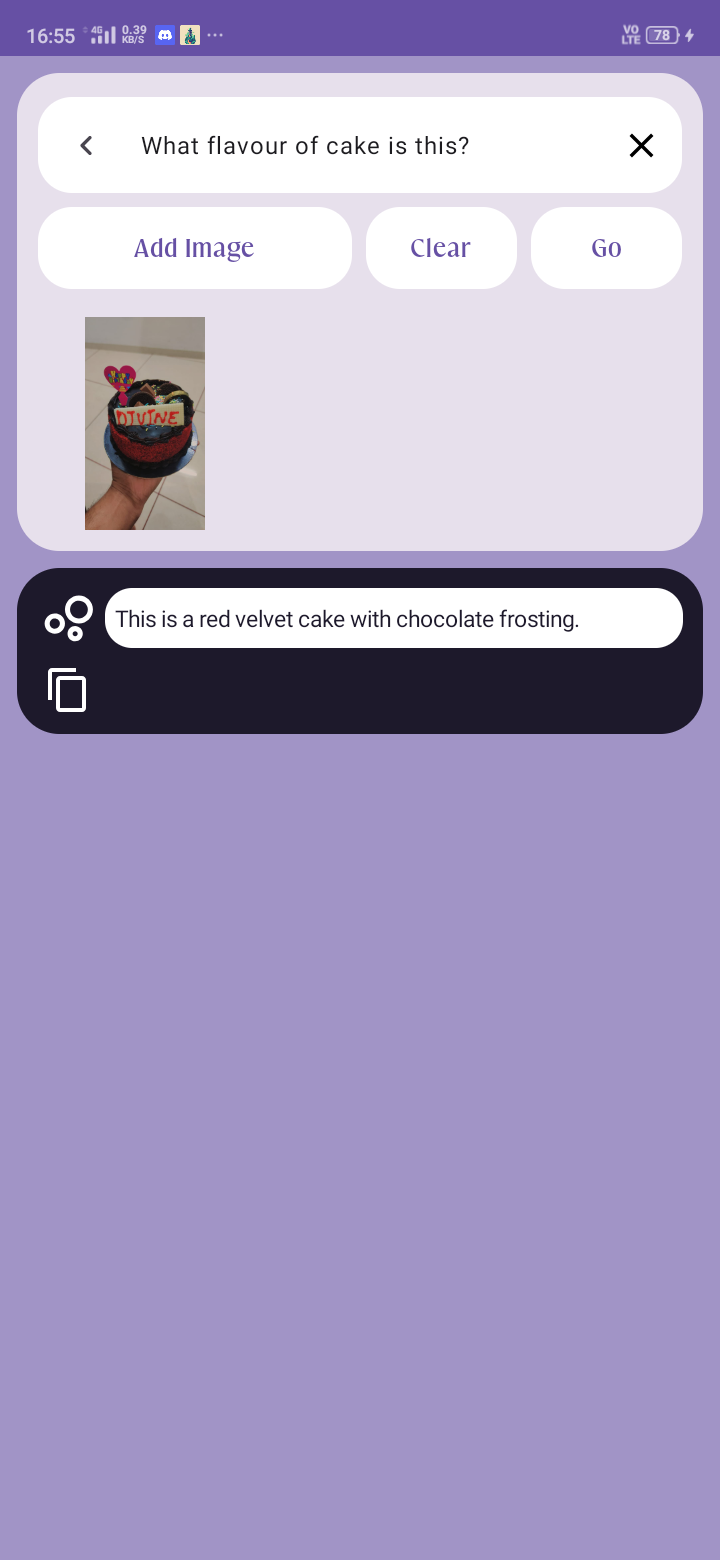 16:55 4G 0.39 KB/S VO LTE 78
What flavour of cake is this?
Add Image Clear Go
DIVINE
This is a red velvet cake with chocolate frosting.